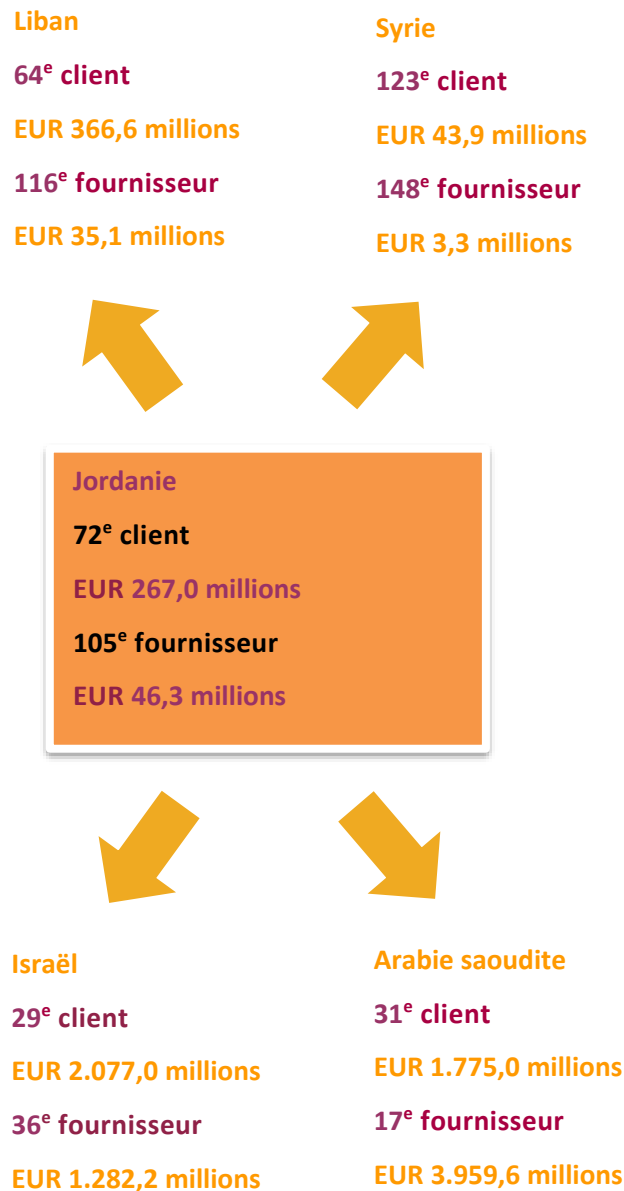 Liban
64e client
EUR 366,6 millions
116e fournisseur
EUR 35,1 millions
Syrie
123e client
EUR 43,9 millions
148e fournisseur
EUR 3,3 millions
Jordanie
72e client
EUR 267,0 millions
105e fournisseur
EUR 46,3 millions
Israël
29e client
EUR 2.077,0 millions
36e fournisseur
EUR 1.282,2 millions
Arabie saoudite
31e client
EUR 1.775,0 millions
17e fournisseur
EUR 3.959,6 millions